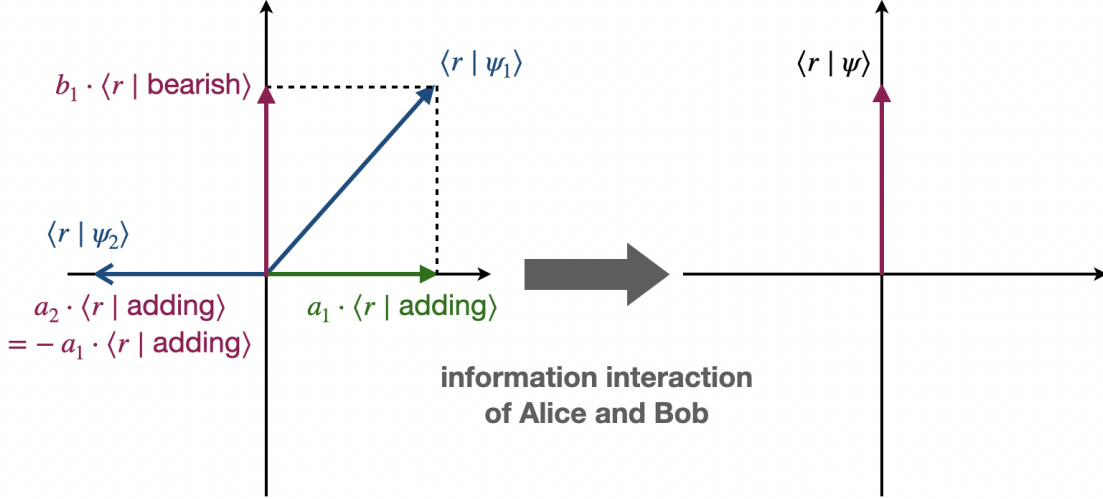 ⟨r | ψ₁⟩
⟨r | ψ⟩
b₁ · ⟨r | bearish⟩
⟨r | ψ₂⟩
a₂ · ⟨r | adding⟩
= − a₁ · ⟨r | adding⟩
a₁ · ⟨r | adding⟩
information interaction
of Alice and Bob